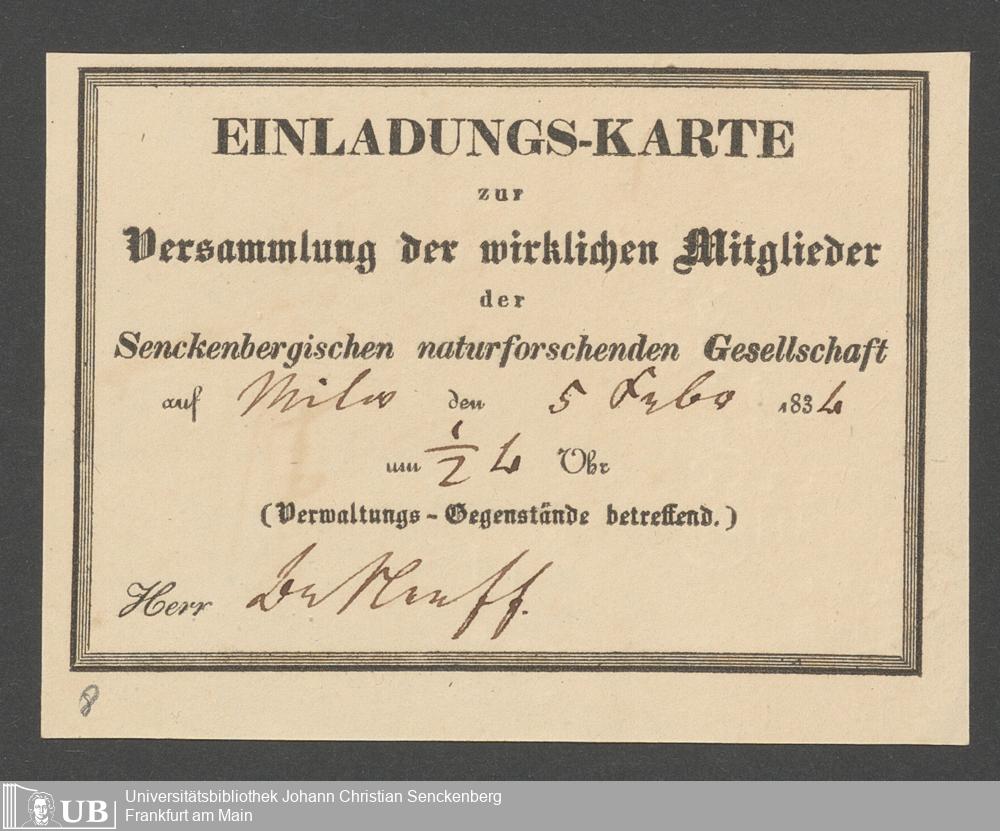 EINLADUNGS-KARTE
zur
Versammlung der wirklichen Mitglieder
der
Senckenbergischen naturforschenden Gesellschaft
auf Mitw den 5 Febr 1834
um 1/2 4 Uhr
(Verwaltungs-Gegenstände betreffend.)
Herr Dr
8
UB
Universitätsbibliothek Johann Christian Senckenberg
Frankfurt am Main